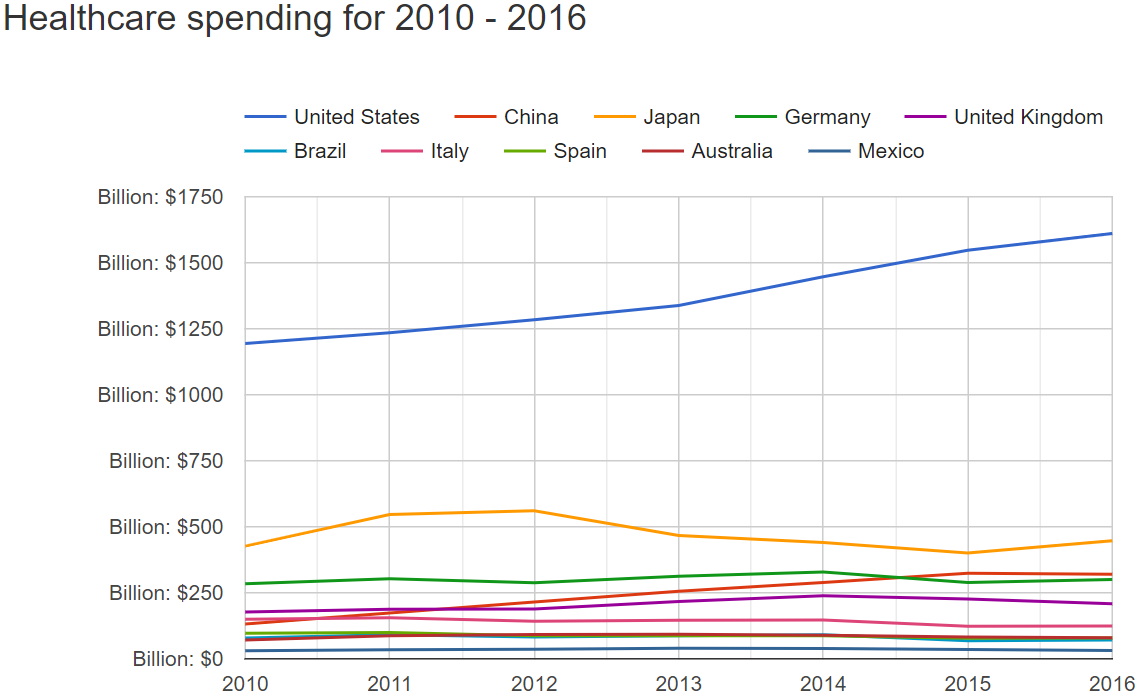 Healthcare spending for 2010 - 2016
United States China Japan Germany United Kingdom
Brazil Italy Spain Australia Mexico
Billion: $1750
Billion: $1500
Billion: $1250
Billion: $1000
Billion: $750
Billion: $500
Billion: $250
Billion: $0
2010 2011 2012 2013 2014 2015 2016